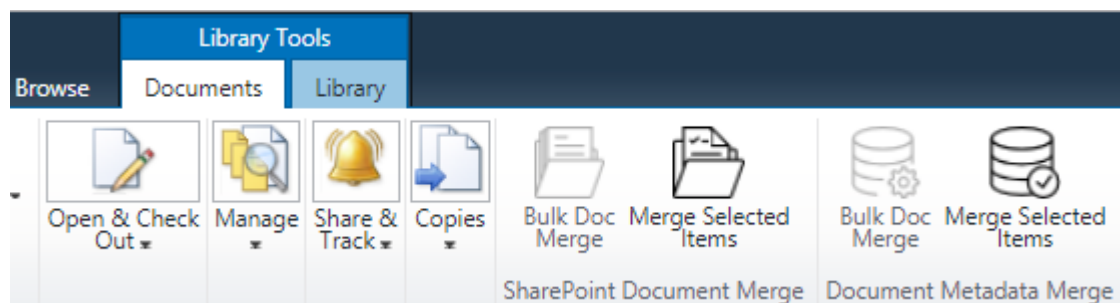 Library Tools
Browse Documents Library
Open & Check Out
Manage
Share & Track
Copies
Bulk Doc Merge
Merge Selected Items
Bulk Doc Merge
Merge Selected Items
SharePoint Document Merge
Document Metadata Merge